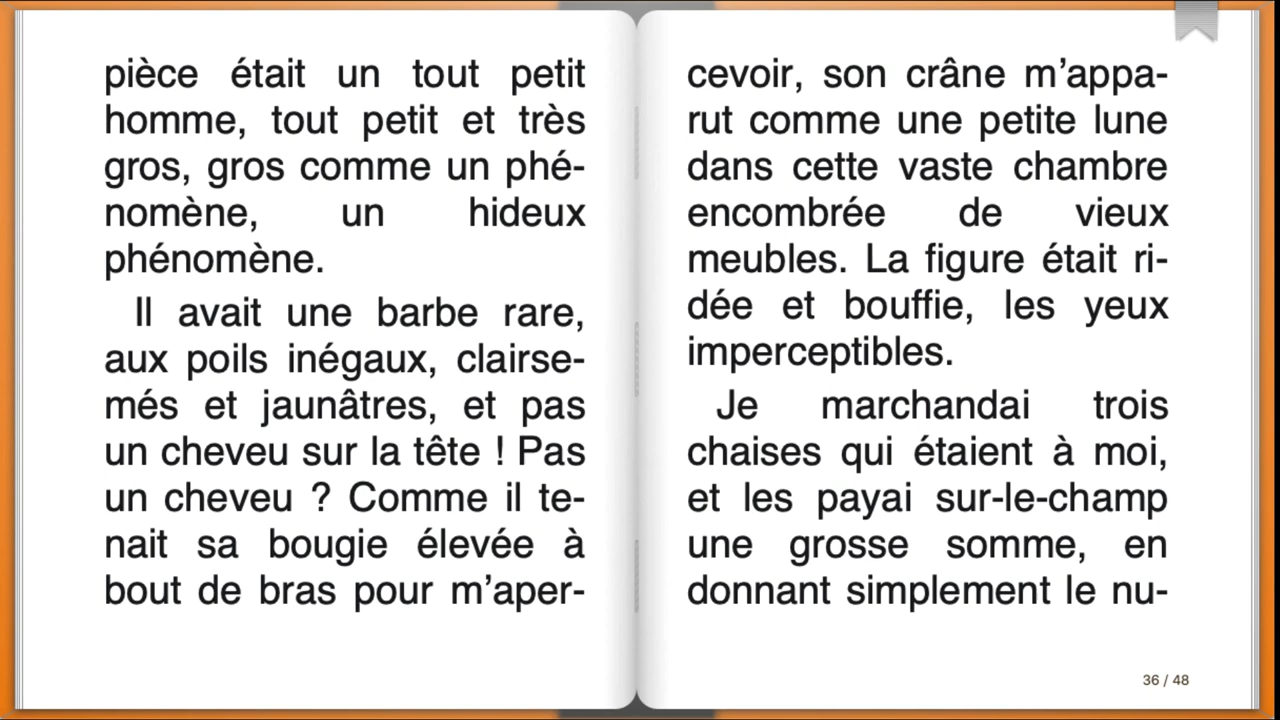 pièce était un tout petit
homme, tout petit et très
gros, gros comme un phé-
nomène, un hideux
phénomène.
Il avait une barbe rare,
aux poils inégaux, clairse-
més et jaunâtres, et pas
un cheveu sur la tête ! Pas
un cheveu ? Comme il te-
nait sa bougie élevée à
bout de bras pour m’aper-
cevoir, son crâne m’appa-
rut comme une petite lune
dans cette vaste chambre
encombrée de vieux
meubles. La figure était ri-
dée et bouffie, les yeux
imperceptibles.
Je marchandai trois
chaises qui étaient à moi,
et les payai sur-le-champ
une grosse somme, en
donnant simplement le nu-
36 / 48